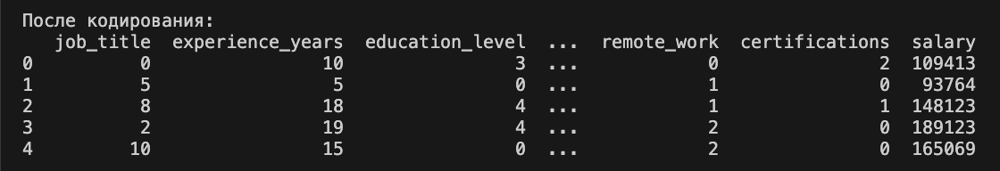 После кодирования:
job_title experience_years education_level ... remote_work certifications salary
0 0 10 3 ... 0 2 109413
1 5 5 0 ... 1 0 93764
2 8 18 4 ... 1 1 148123
3 2 19 4 ... 2 0 189123
4 10 15 0 ... 2 0 165069